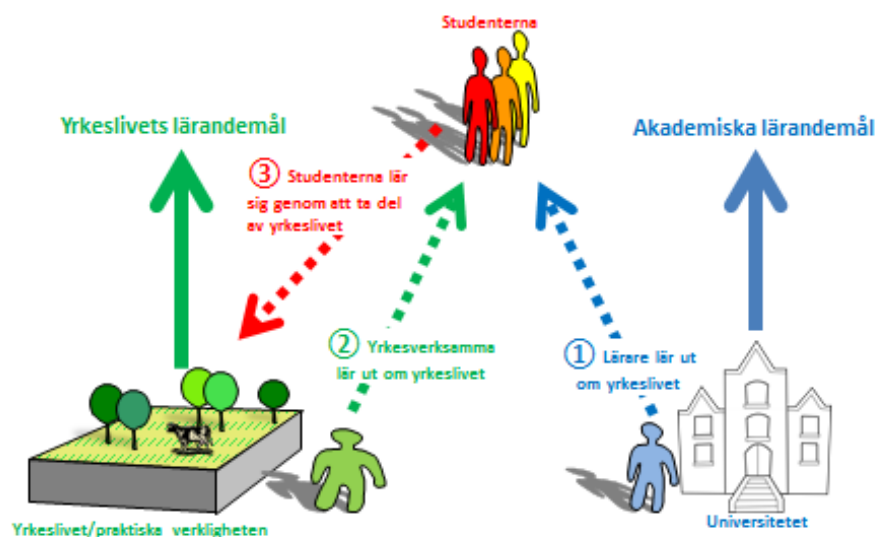 Studenterna
Yrkeslivets lärandemål
Akademiska lärandemål
③ Studenterna lär
sig genom att ta del
av yrkeslivet
② Yrkesverksamma
lär ut om yrkeslivet
① Lärare lär ut
om yrkeslivet
Yrkeslivet/praktiska verkligheten
Universitetet